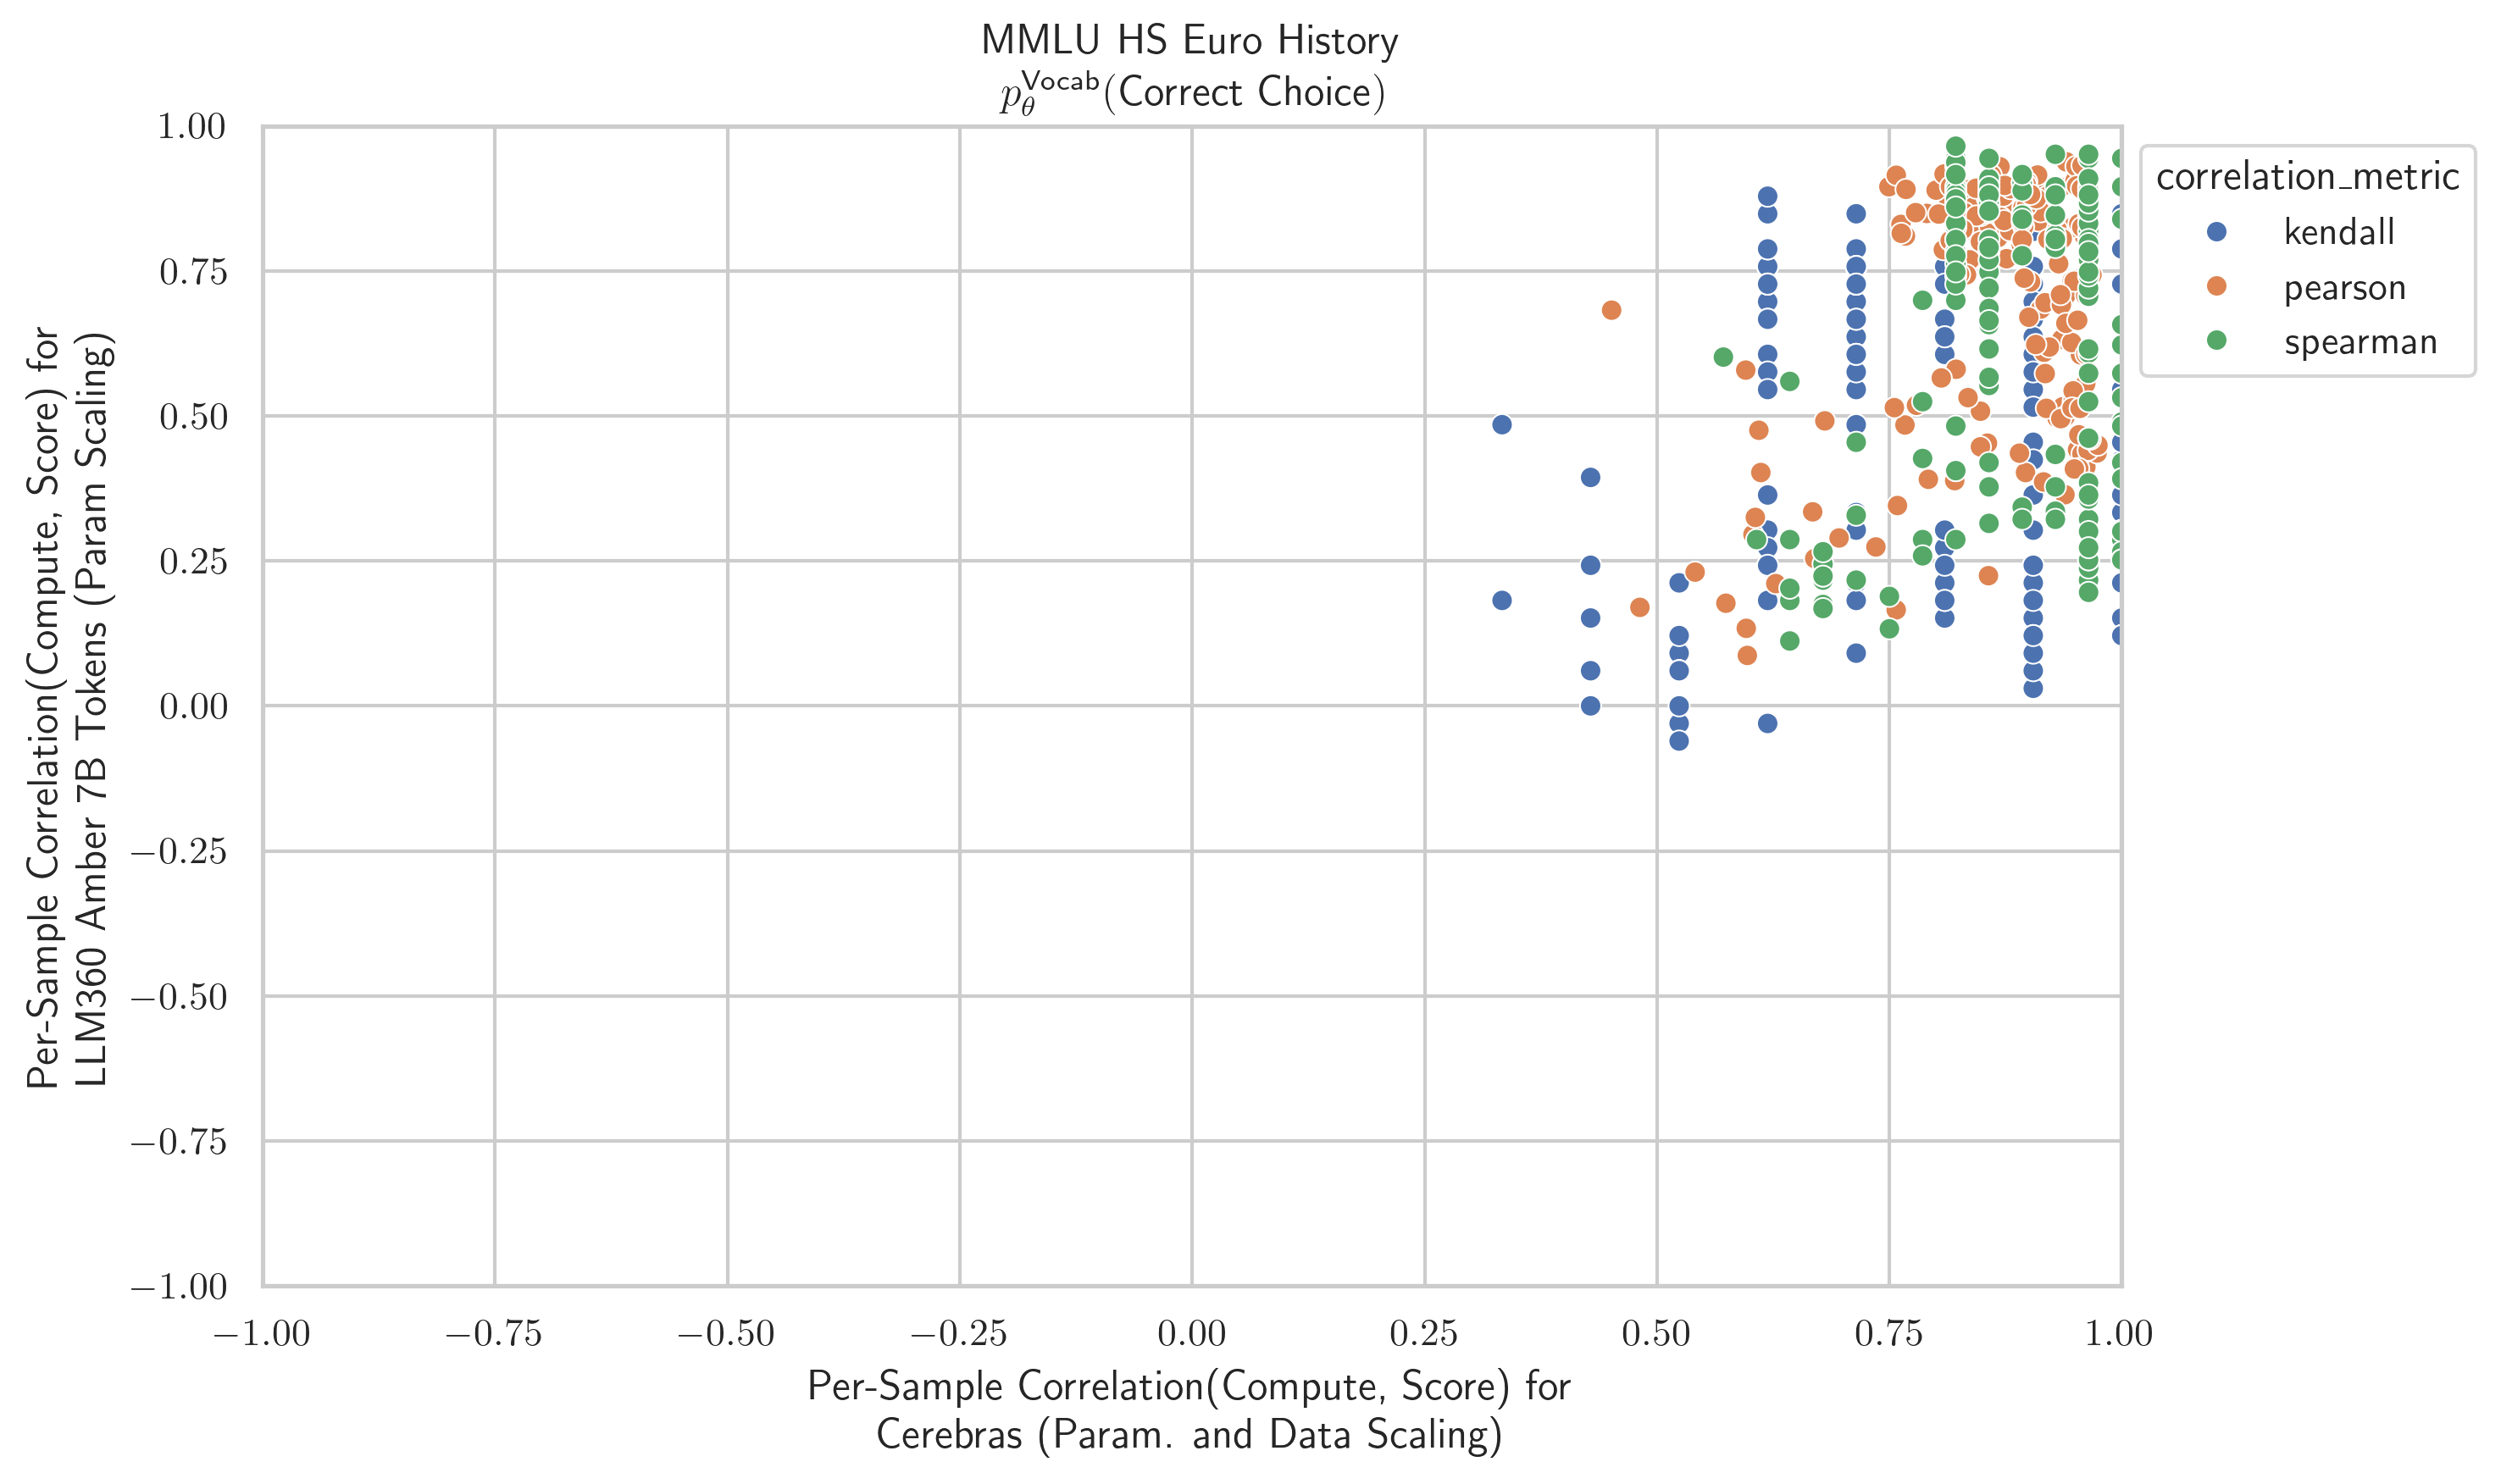 MMLU HS Euro History
$p_\theta^{\text{Vocab}}$(Correct Choice)
Per-Sample Correlation(Compute, Score) for
LLM360 Amber 7B Tokens (Param Scaling)
1.00
0.75
0.50
0.25
0.00
−0.25
−0.50
−0.75
−1.00
−1.00 −0.75 −0.50 −0.25 0.00 0.25 0.50 0.75 1.00
Per-Sample Correlation(Compute, Score) for
Cerebras (Param. and Data Scaling)
correlation_metric
kendall
pearson
spearman